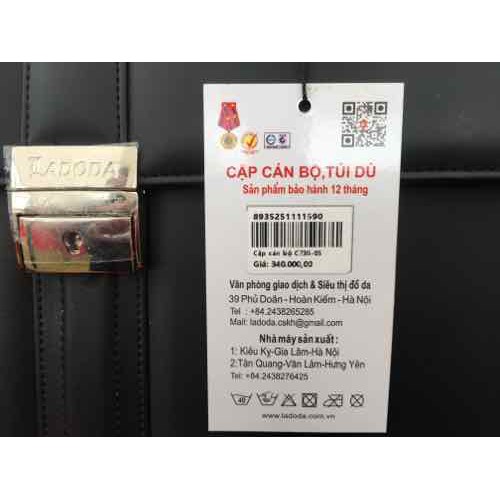 LADODA
CẶP CÁN BỘ,TÚI DÙ
Sản phẩm bảo hành 12 tháng
8935251111590
Cặp cán bộ C73G-05
Giá: 340.000,00
Văn phòng giao dịch & Siêu thị đồ da
39 Phủ Doãn - Hoàn Kiếm - Hà Nội
Tel : +84.2438265285
Mail: ladoda.cskh@gmail.com
Nhà máy sản xuất :
1: Kiêu Kỵ-Gia Lâm-Hà Nội
2:Tân Quang-Văn Lâm-Hưng Yên
Tel: +84.2438276425
40
www.ladoda.com.vn